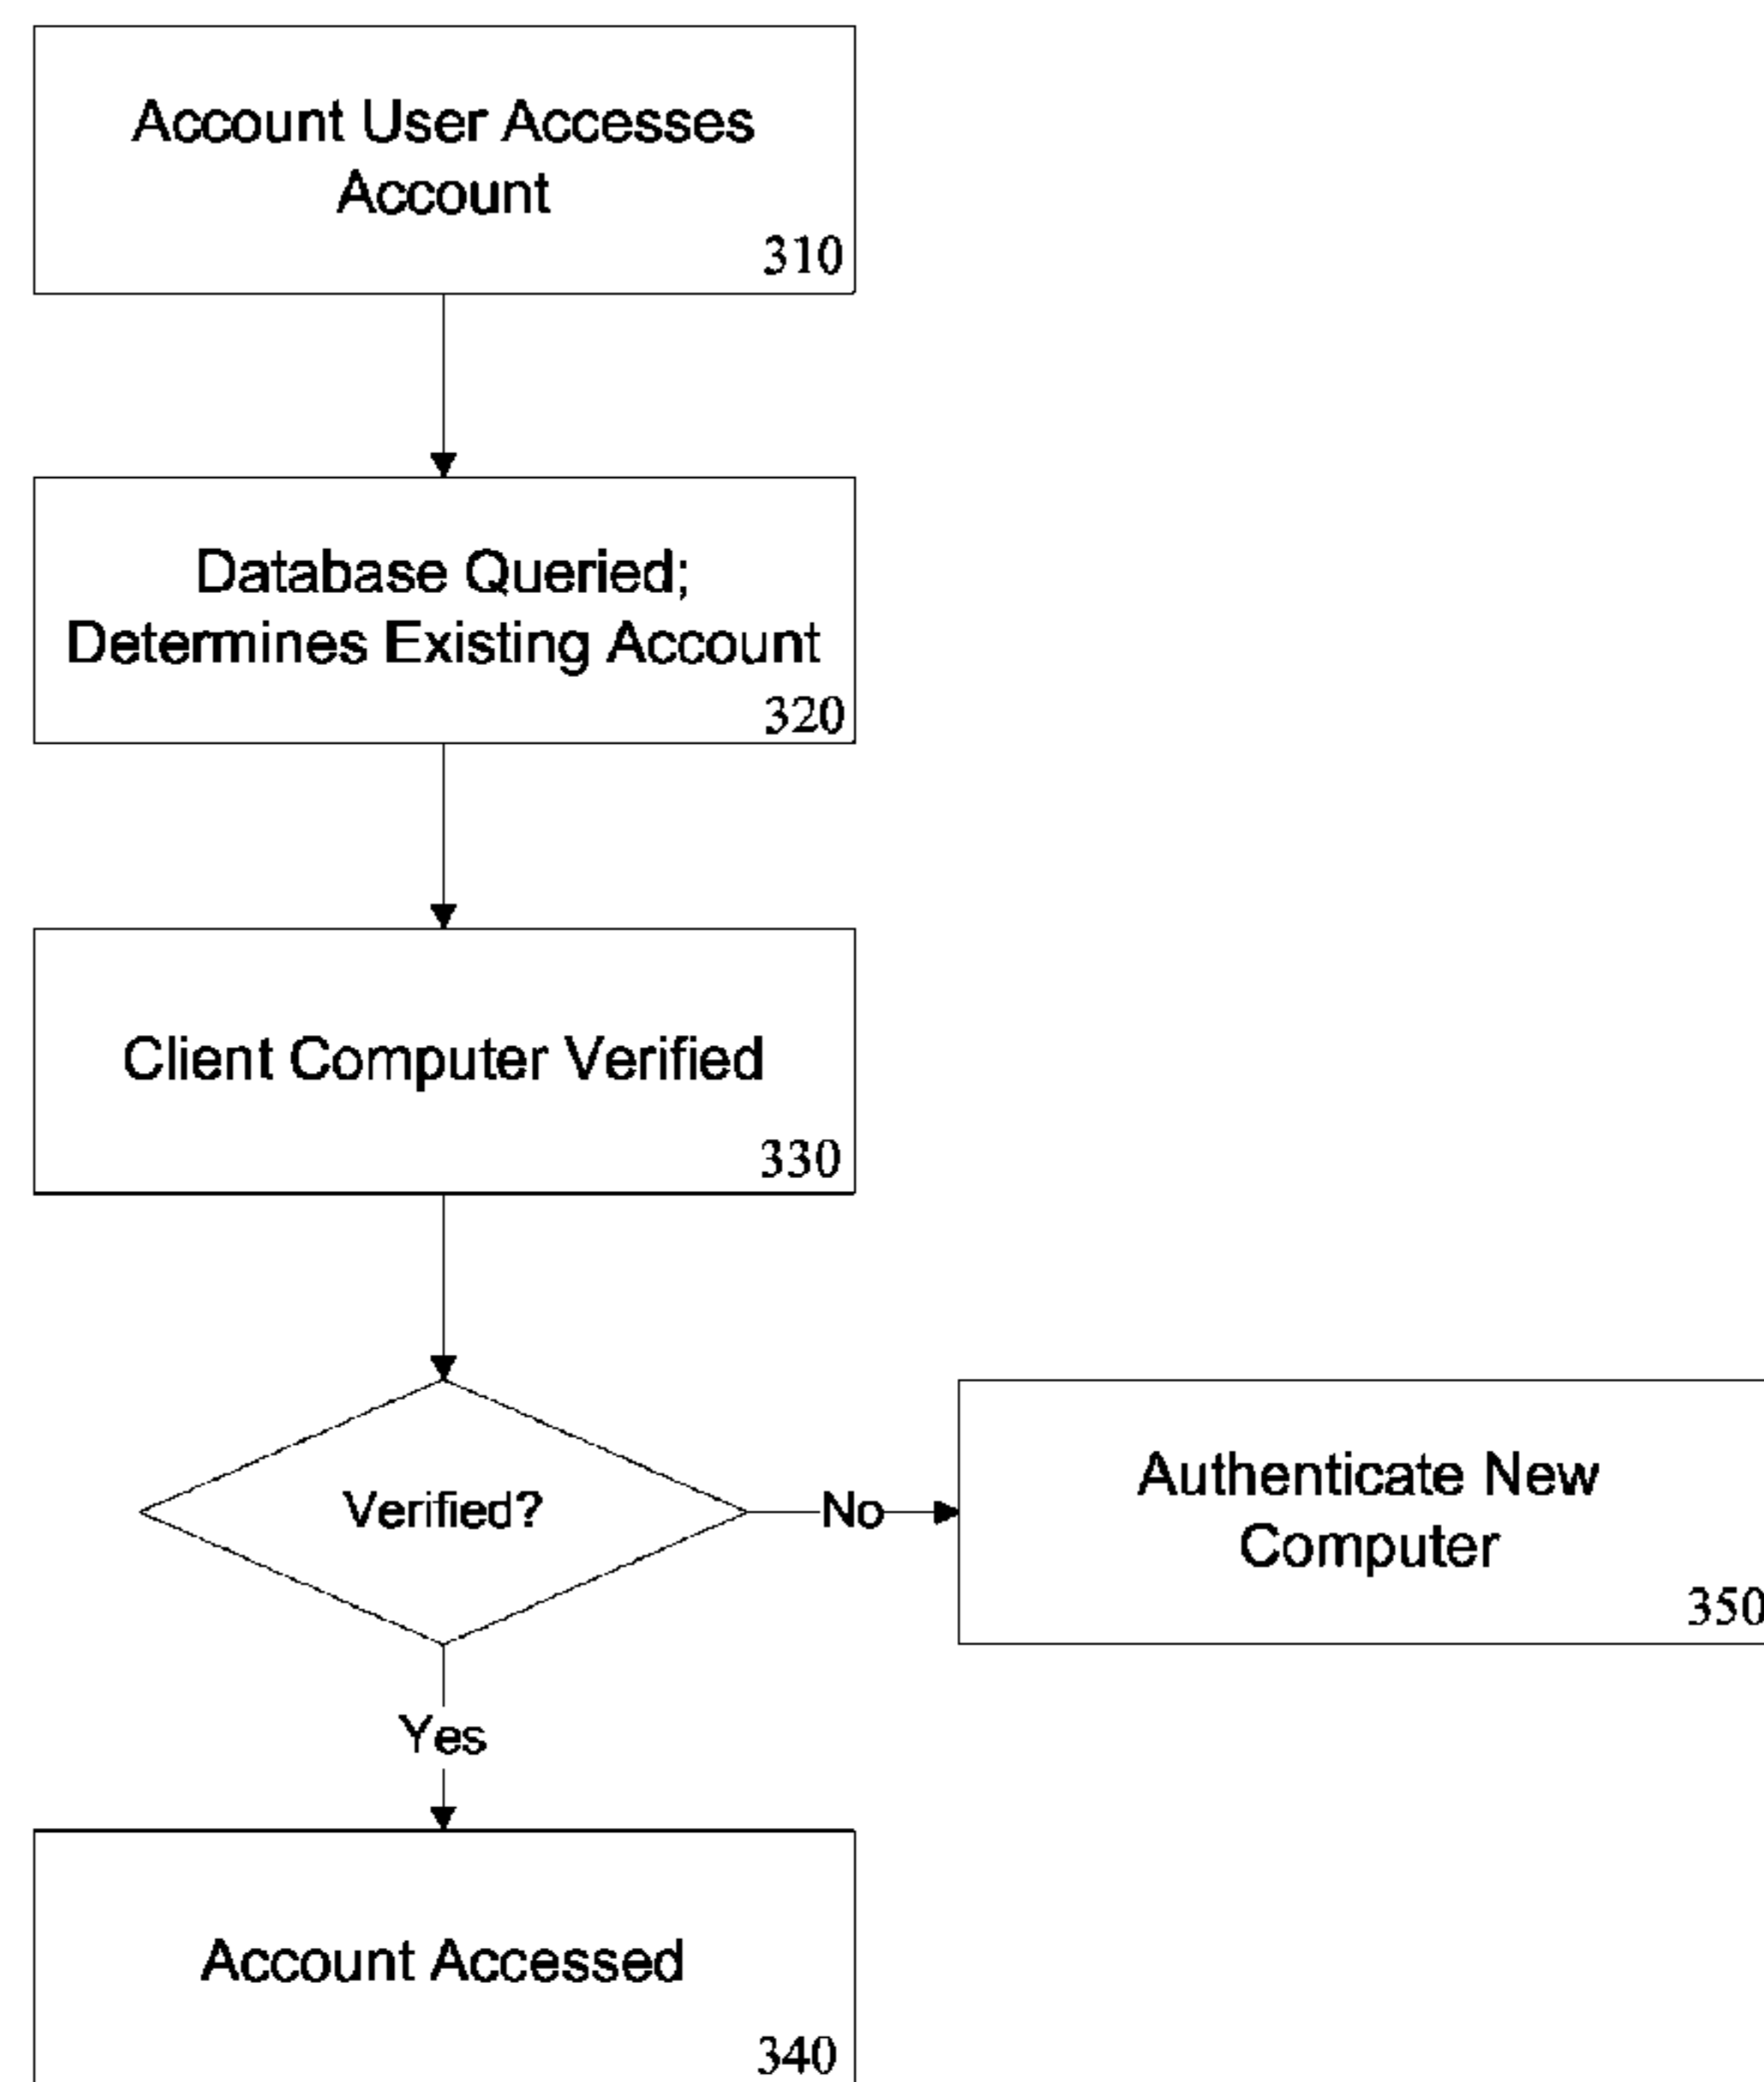 Account User Accesses
Account
310
Database Queried;
Determines Existing Account
320
Client Computer Verified
330
Verified?
No
Authenticate New
Computer
350
Yes
Account Accessed
340